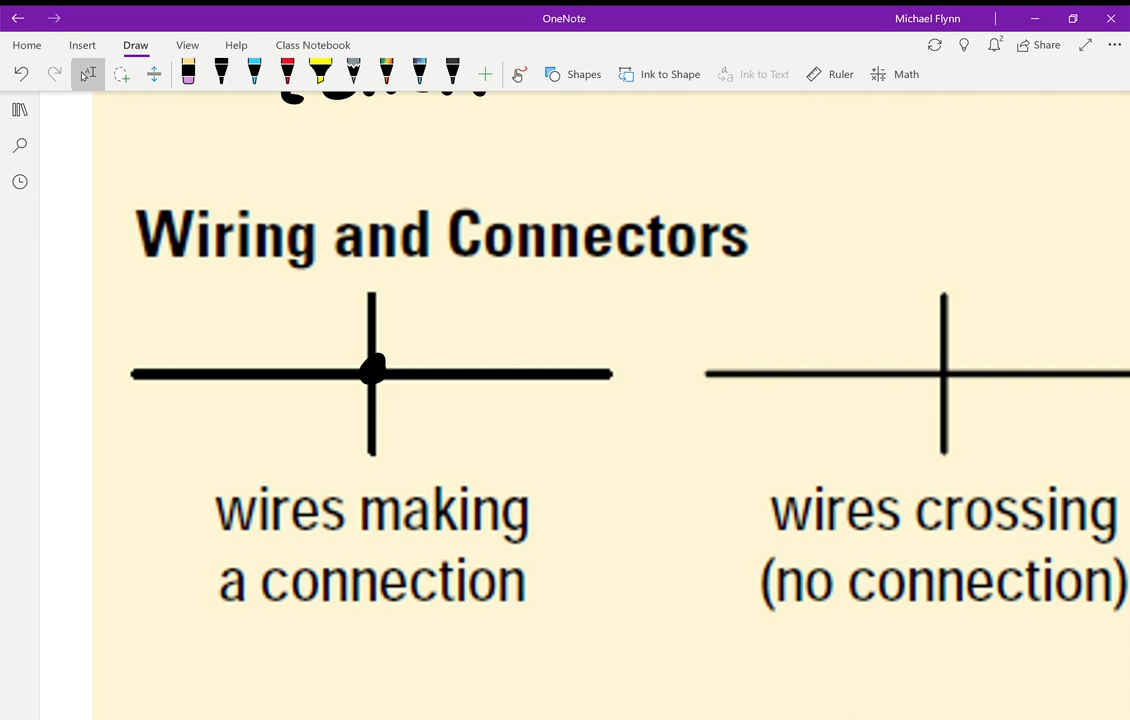 OneNote
Michael Flynn
Home Insert Draw View Help Class Notebook
2 Share
Shapes Ink to Shape Ink to Text Ruler Math
Wiring and Connectors
wires making
a connection
wires crossing
(no connection)